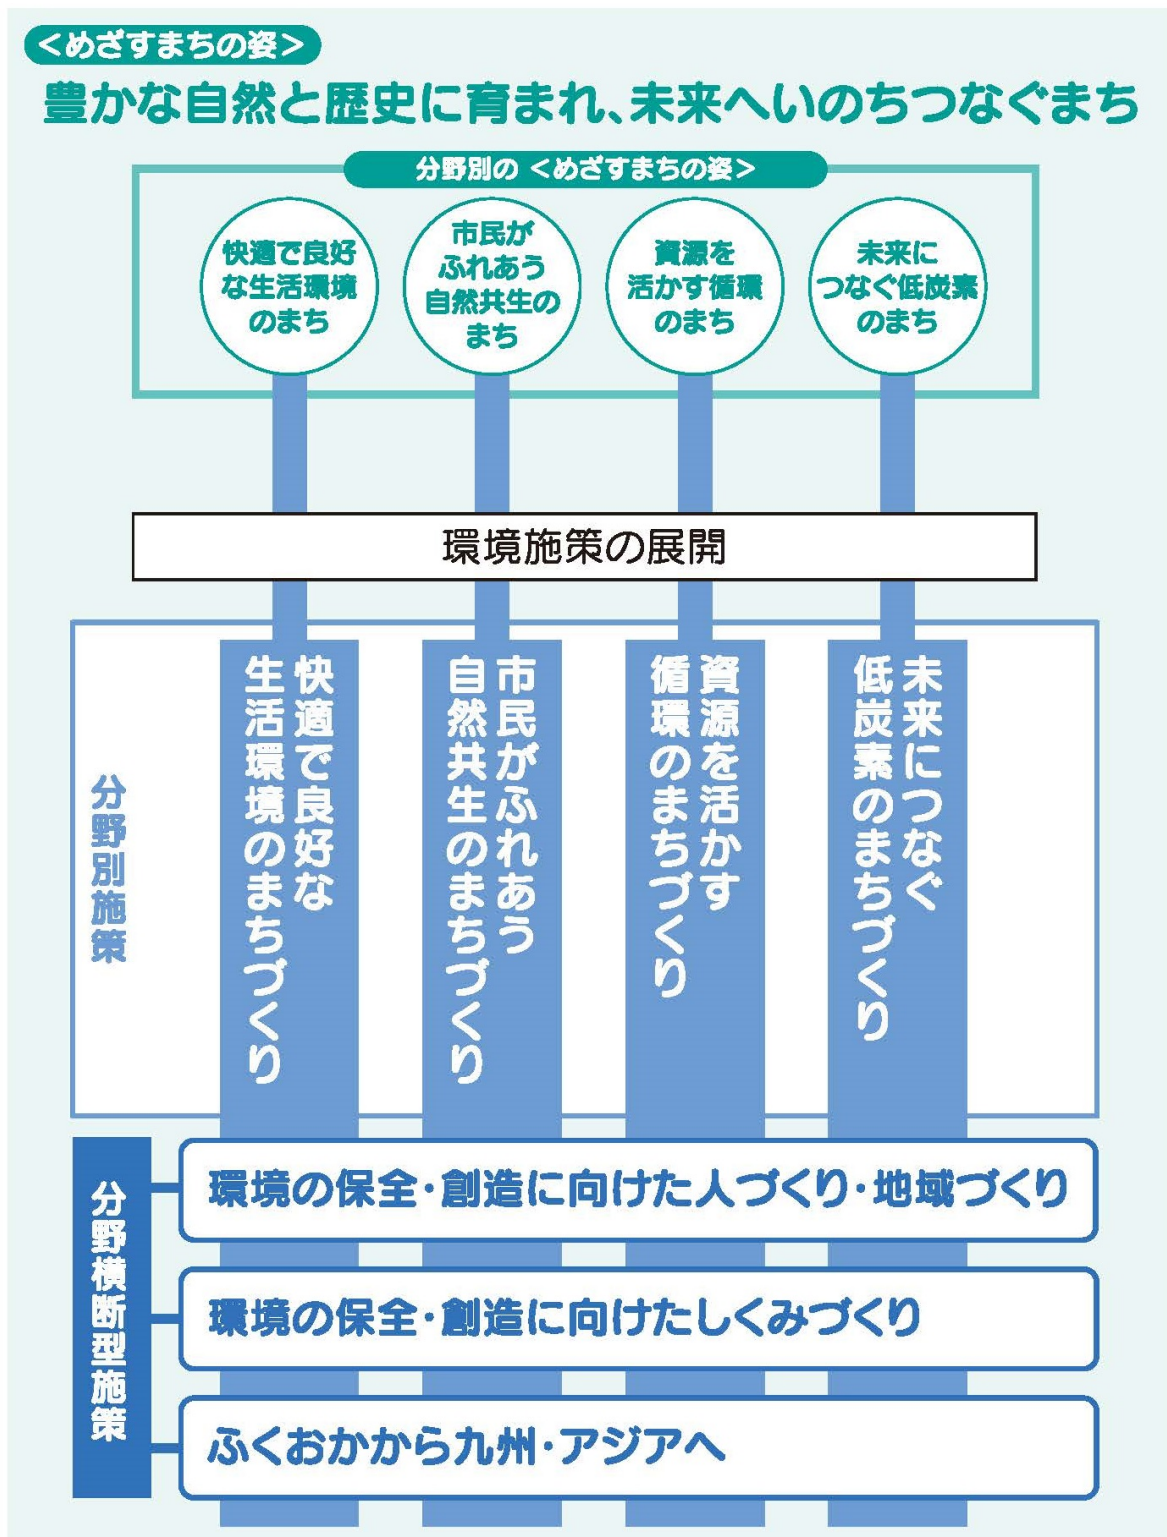 <めざすまちの姿>
豊かな自然と歴史に育まれ、未来へいのちつなぐまち
分野別の <めざすまちの姿>
快適で良好
な生活環境
のまち
市民が
ふれあう
自然共生の
まち
資源を
活かす循環
のまち
未来に
つなぐ低炭素
のまち
環境施策の展開
分野別施策
快適で良好な
生活環境のまちづくり
市民がふれあう
自然共生のまちづくり
資源を活かす
循環のまちづくり
未来につなぐ
低炭素のまちづくり
分野横断型施策
環境の保全・創造に向けた人づくり・地域づくり
環境の保全・創造に向けたしくみづくり
ふくおかから九州・アジアへ